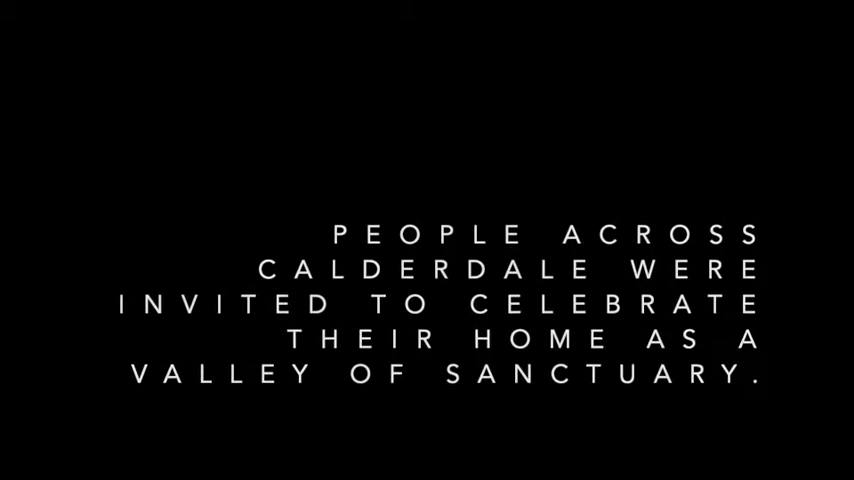 PEOPLE ACROSS
CALDERDALE WERE
INVITED TO CELEBRATE
THEIR HOME AS A
VALLEY OF SANCTUARY.